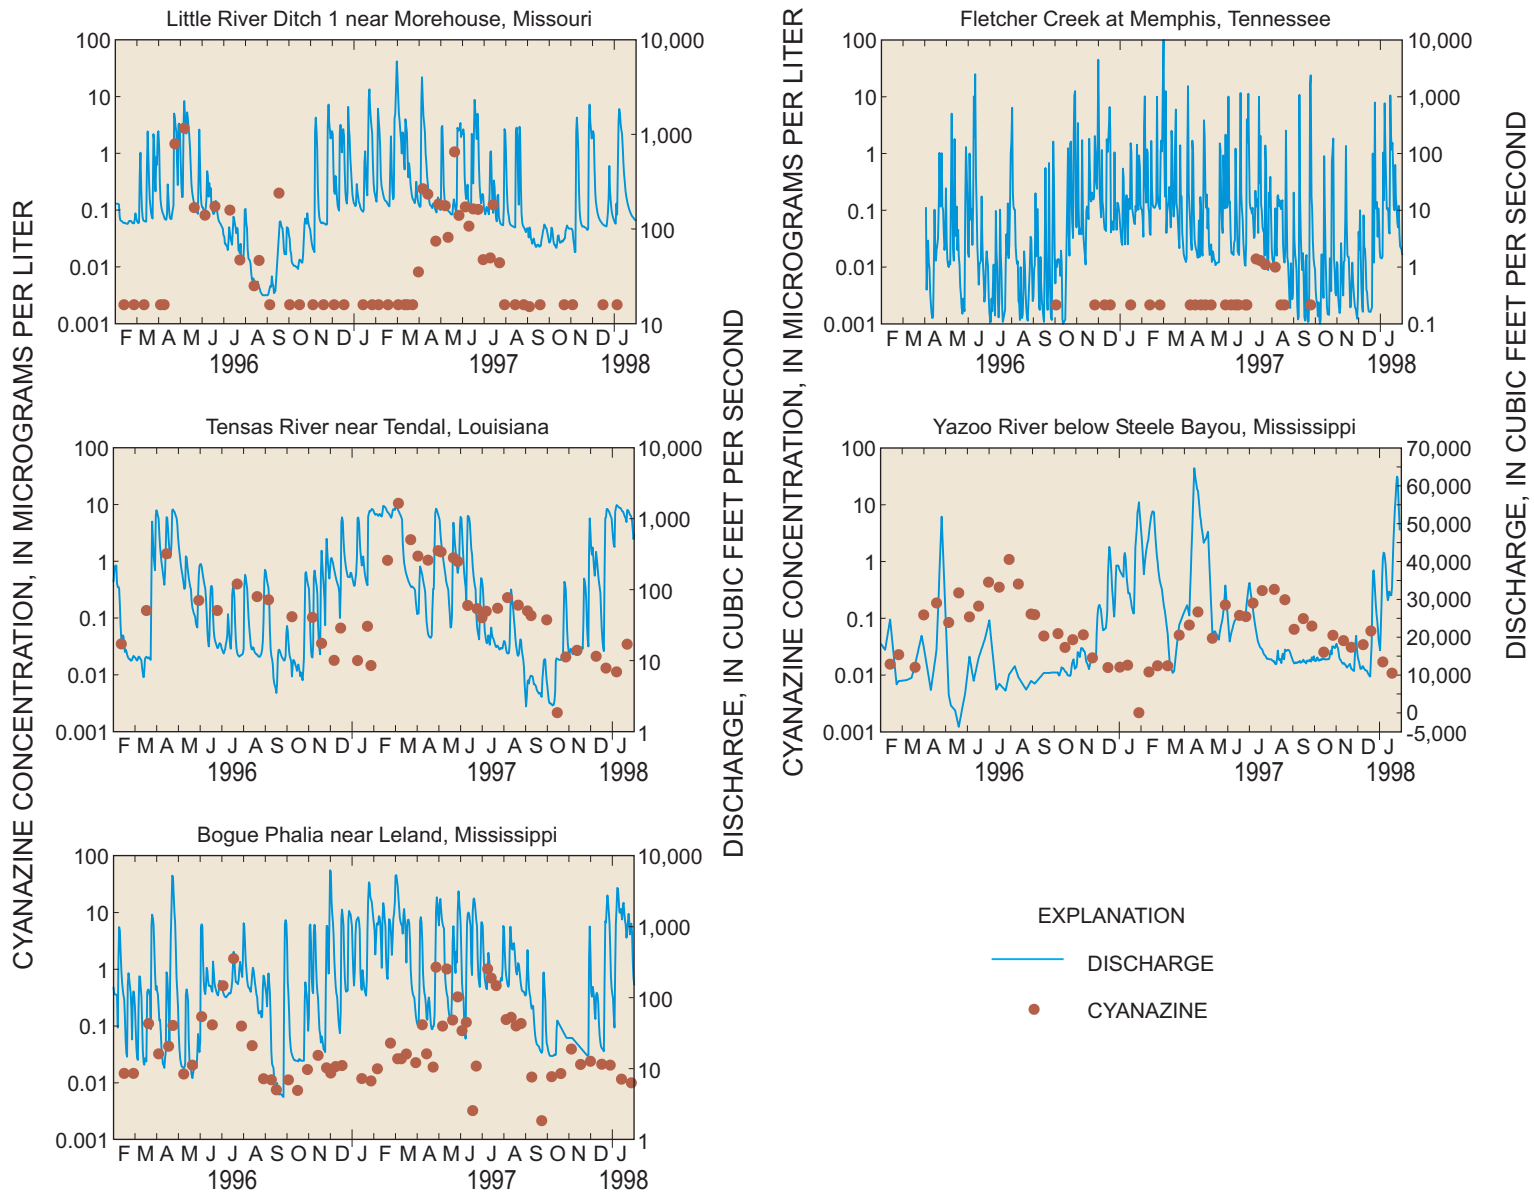 Little River Ditch 1 near Morehouse, Missouri
100
10
1
0.1
0.01
0.001
10,000
1,000
100
10
F M A M J J A S O N D J F M A M J J A S O N D J
1996 1997 1998
Fletcher Creek at Memphis, Tennessee
100
10
1
0.1
0.01
0.001
10,000
1,000
100
10
1
0.1
F M A M J J A S O N D J F M A M J J A S O N D J
1996 1997 1998
Tensas River near Tendal, Louisiana
100
10
1
0.1
0.01
0.001
10,000
1,000
100
10
1
F M A M J J A S O N D J F M A M J J A S O N D J
1996 1997 1998
Yazoo River below Steele Bayou, Mississippi
100
10
1
0.1
0.01
0.001
70,000
60,000
50,000
40,000
30,000
20,000
10,000
0
-5,000
F M A M J J A S O N D J F M A M J J A S O N D J
1996 1997 1998
Bogue Phalia near Leland, Mississippi
100
10
1
0.1
0.01
0.001
10,000
1,000
100
10
1
F M A M J J A S O N D J F M A M J J A S O N D J
1996 1997 1998
CYANAZINE CONCENTRATION, IN MICROGRAMS PER LITER
DISCHARGE, IN CUBIC FEET PER SECOND
CYANAZINE CONCENTRATION, IN MICROGRAMS PER LITER
DISCHARGE, IN CUBIC FEET PER SECOND
EXPLANATION
DISCHARGE
CYANAZINE